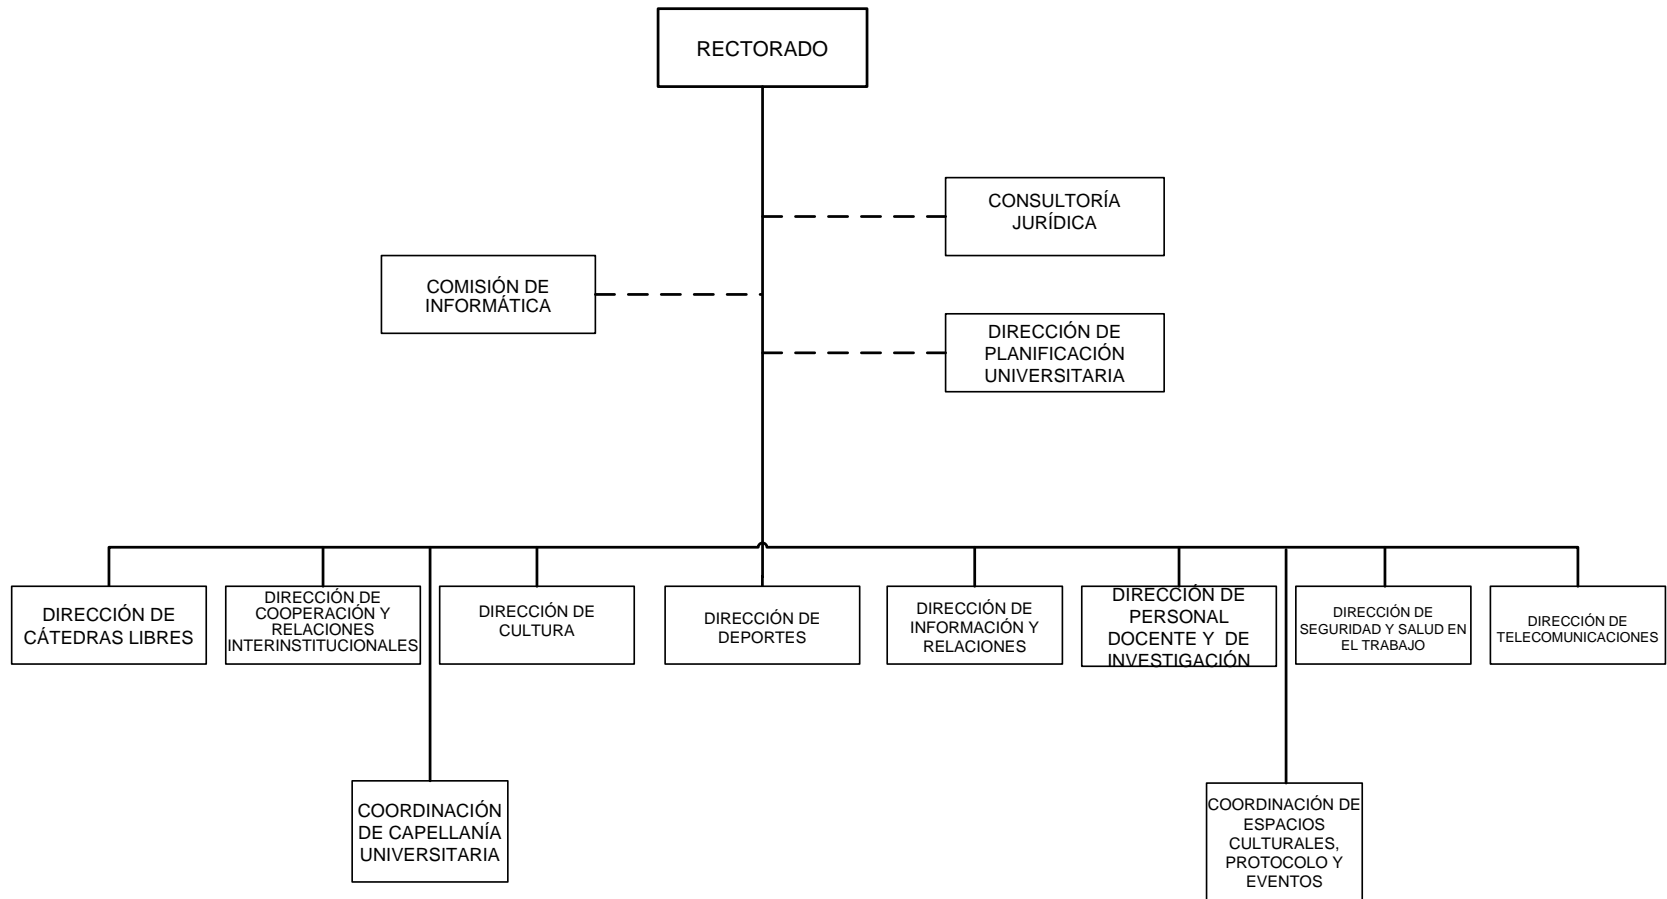 RECTORADO
CONSULTORÍA
JURÍDICA
COMISIÓN DE
INFORMÁTICA
DIRECCIÓN DE
PLANIFICACIÓN
UNIVERSITARIA
DIRECCIÓN DE
CÁTEDRAS LIBRES
DIRECCIÓN DE
COOPERACIÓN Y
RELACIONES
INTERINSTITUCIONALES
DIRECCIÓN DE
CULTURA
DIRECCIÓN DE
DEPORTES
DIRECCIÓN DE
INFORMACIÓN Y
RELACIONES
DIRECCIÓN DE
PERSONAL
DOCENTE Y DE
INVESTIGACIÓN
DIRECCIÓN DE
SEGURIDAD Y SALUD EN
EL TRABAJO
DIRECCIÓN DE
TELECOMUNICACIONES
COORDINACIÓN
DE CAPELLANÍA
UNIVERSITARIA
COORDINACIÓN DE
ESPACIOS
CULTURALES,
PROTOCOLO Y
EVENTOS